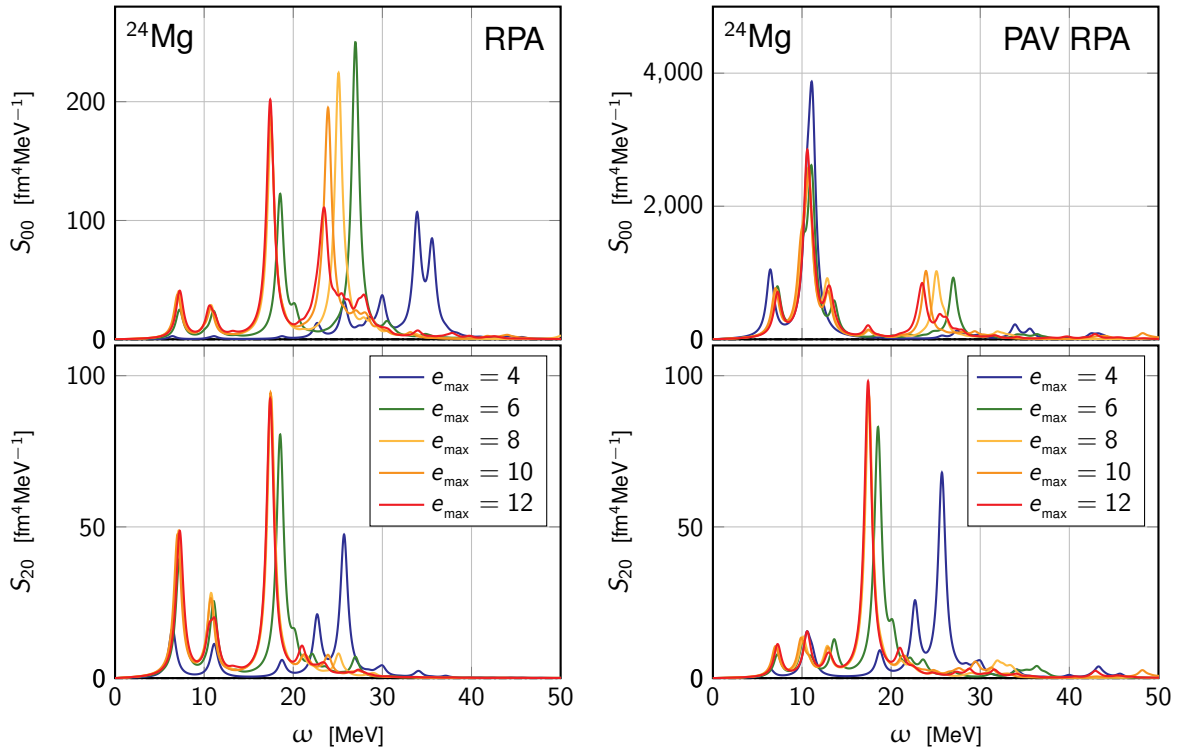 ²⁴Mg RPA
200
100
0
S₀₀ [fm⁴MeV⁻¹]
²⁴Mg PAV RPA
4,000
2,000
0
S₀₀ [fm⁴MeV⁻¹]
100
50
0
S₂₀ [fm⁴MeV⁻¹]
e_max = 4
e_max = 6
e_max = 8
e_max = 10
e_max = 12
0 10 20 30 40 50
ω [MeV]
100
50
0
S₂₀ [fm⁴MeV⁻¹]
e_max = 4
e_max = 6
e_max = 8
e_max = 10
e_max = 12
0 10 20 30 40 50
ω [MeV]